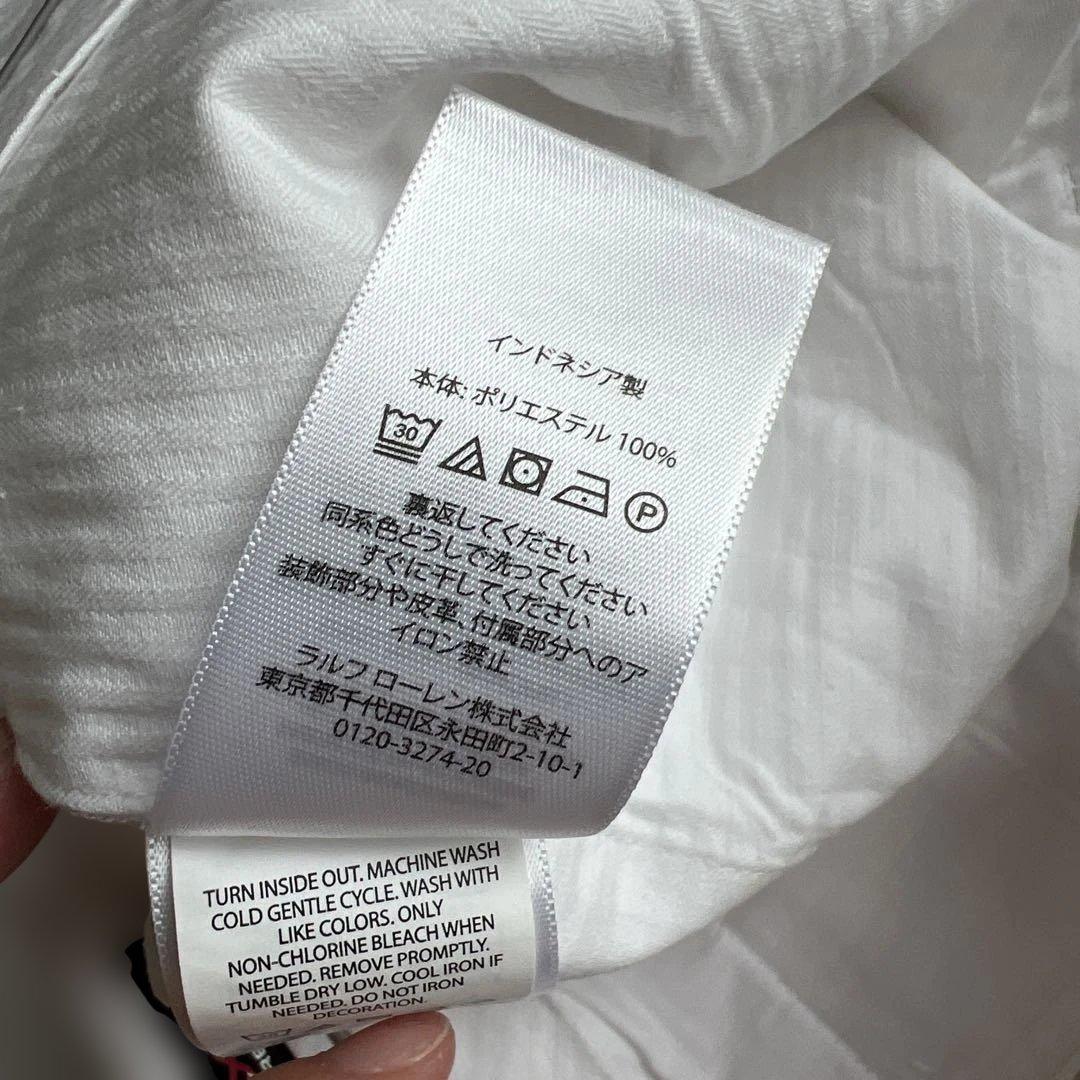 インドネシア製
本体: ポリエステル 100%
30
P
裏返してください
同系色どうしで洗ってください
すぐに干してください
装飾部分や皮革、付属部分へのア
イロン禁止
ラルフ ローレン株式会社
東京都千代田区永田町2-10-1
0120-3274-20
TURN INSIDE OUT. MACHINE WASH
COLD GENTLE CYCLE. WASH WITH
LIKE COLORS. ONLY
NON-CHLORINE BLEACH WHEN
NEEDED. REMOVE PROMPTLY.
TUMBLE DRY LOW. COOL IRON IF
NEEDED. DO NOT IRON
DECORATION.